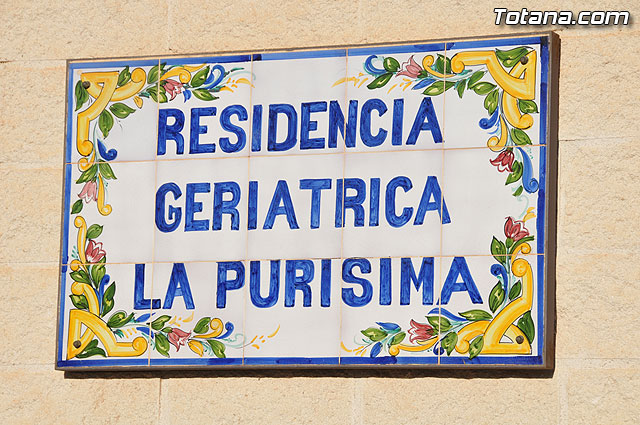 Totana.com
RESIDENCIA
GERIATRICA
LA PURISIMA